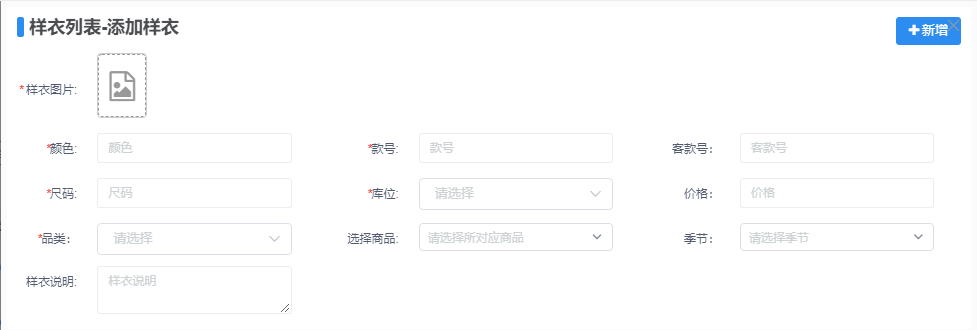 样衣列表-添加样衣
新增
*样衣图片:
*颜色: 颜色 *款号: 款号 客款号: 客款号
*尺码: 尺码 *库位: 请选择 价格: 价格
*品类: 请选择 选择商品: 请选择所对应商品 季节: 请选择季节
样衣说明: 样衣说明